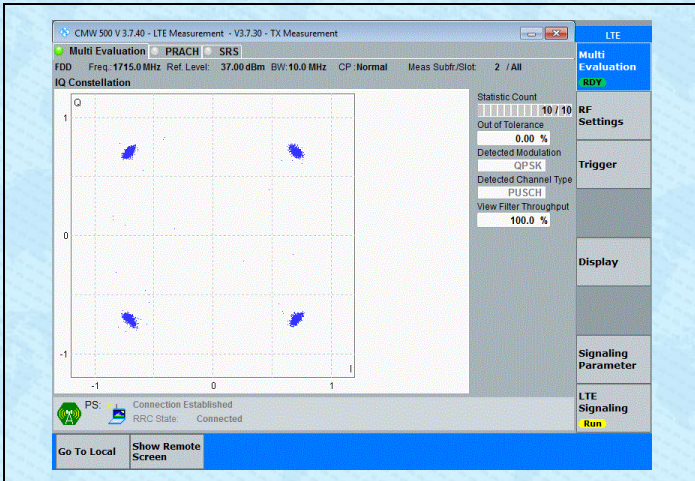 CMW 500 V 3.7.40 - LTE Measurement - V3.7.30 - TX Measurement
LTE
Multi Evaluation PRACH SRS
FDD Freq.:1715.0 MHz Ref. Level: 37.00 dBm BW:10.0 MHz CP :Normal Meas Subfr./Slot: 2 / All
IQ Constellation
Q
1
0
-1
-1 0 1
I
Statistic Count
10 / 10
Out of Tolerance
0.00 %
Detected Modulation
QPSK
Detected Channel Type
PUSCH
View Filter Throughput
100.0 %
Multi
Evaluation
RDY
RF
Settings
Trigger
Display
Signaling
Parameter
LTE
Signaling
Run
PS: Connection Established
RRC State: Connected
Go To Local
Show Remote
Screen